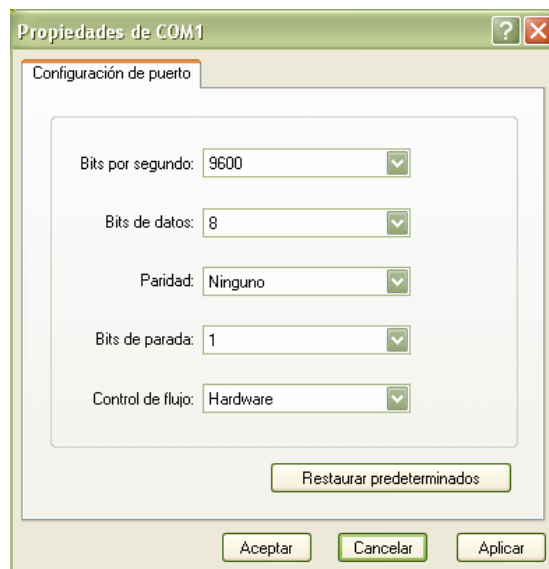 Propiedades de COM1
Configuración de puerto
Bits por segundo: 9600
Bits de datos: 8
Paridad: Ninguno
Bits de parada: 1
Control de flujo: Hardware
Restaurar predeterminados
Aceptar Cancelar Aplicar